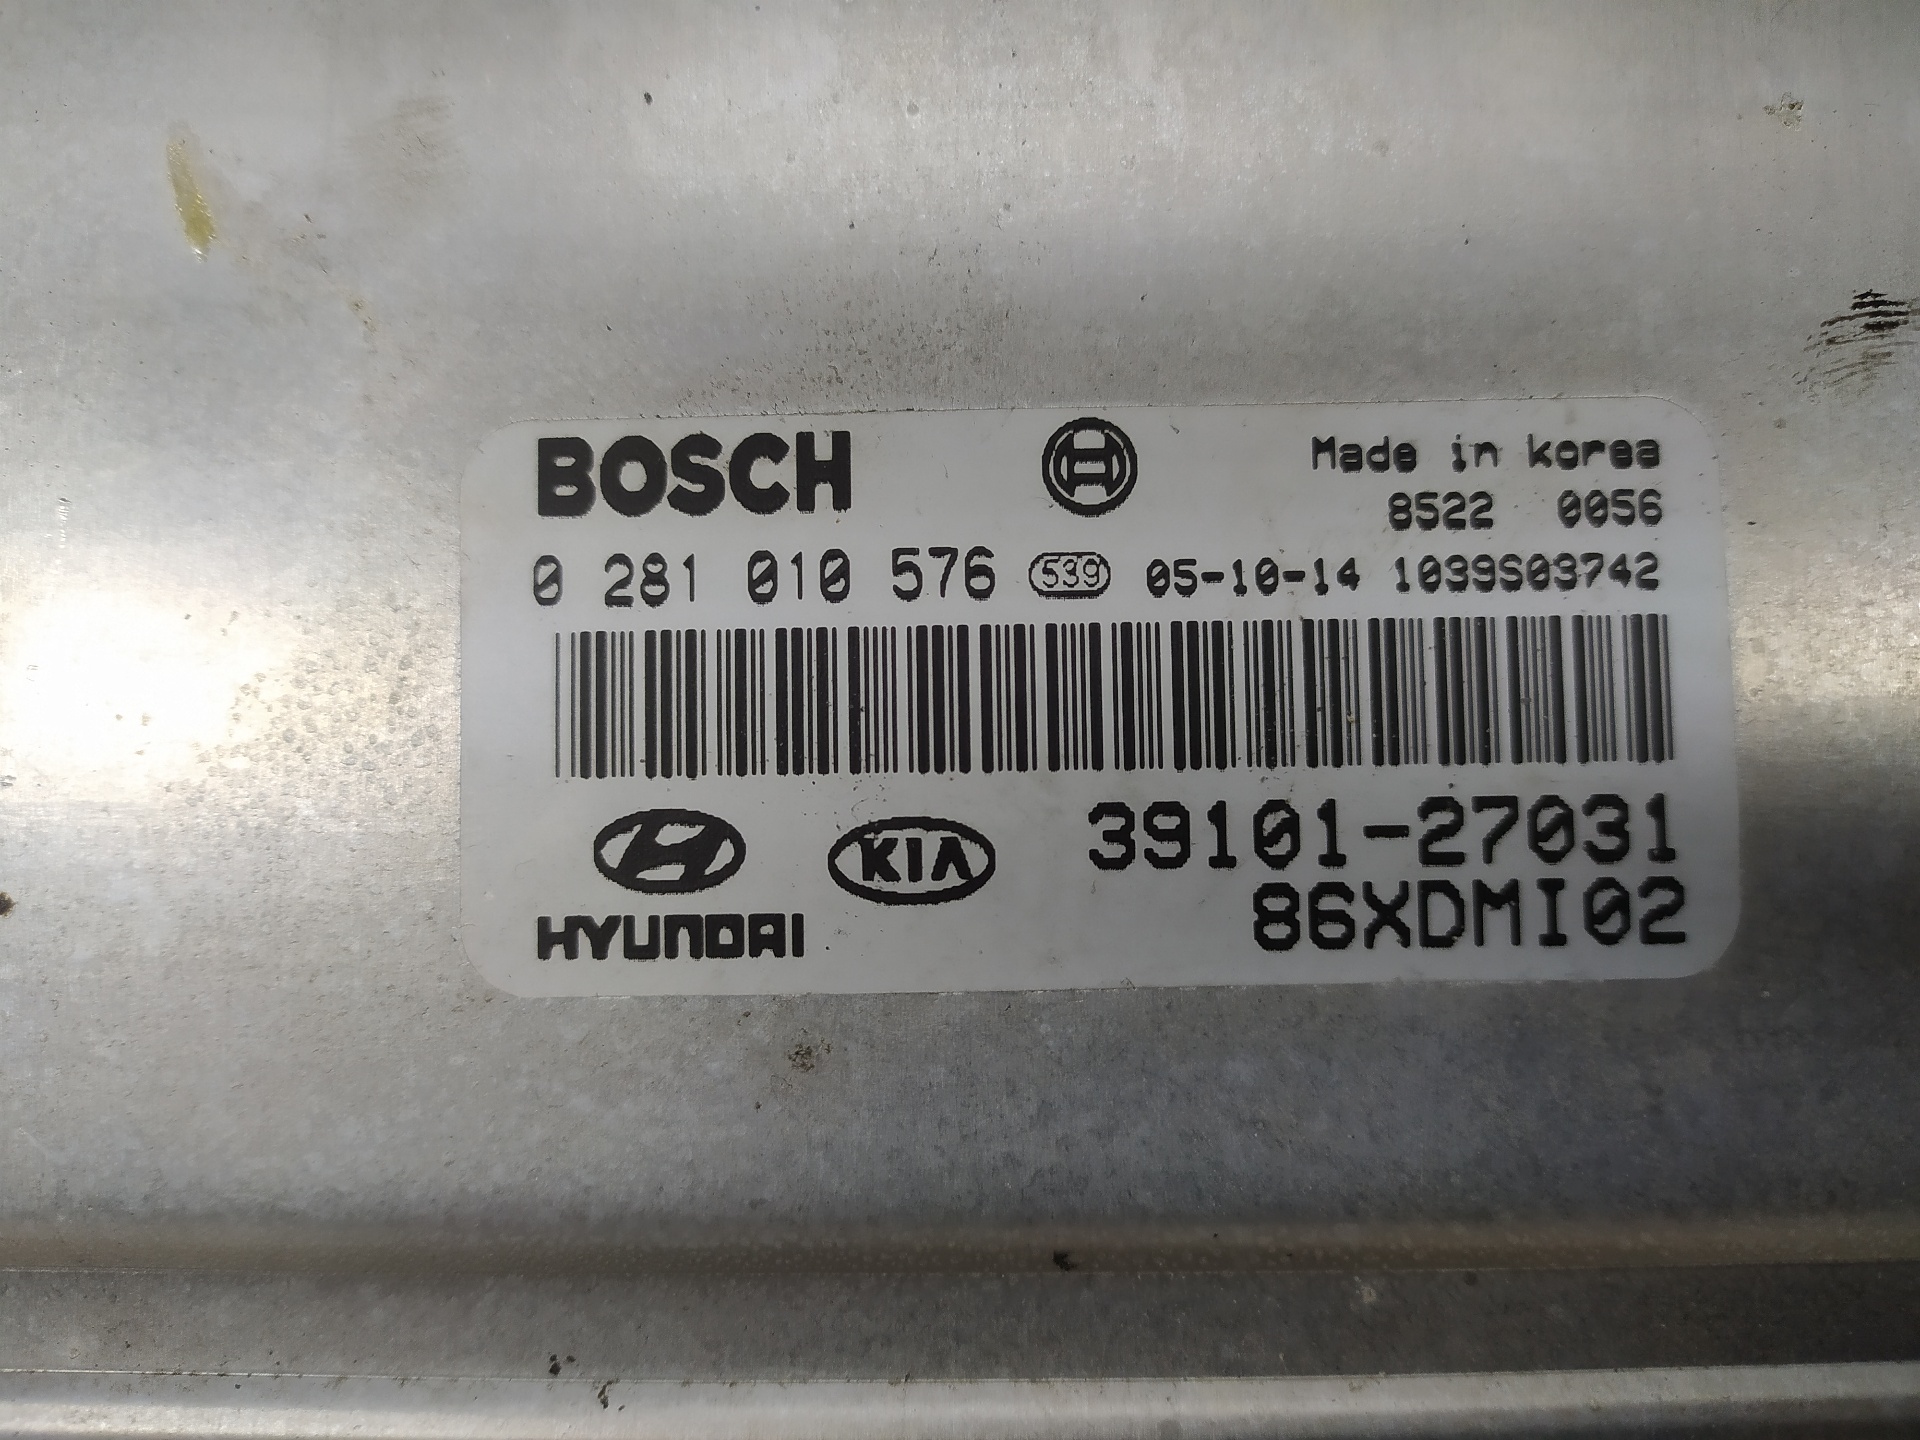 BOSCH
Made in korea
8522 0056
0 281 010 576 539 05-10-14 1039S03742
39101-27031
KIA
86XDMI02
HYUNDAI